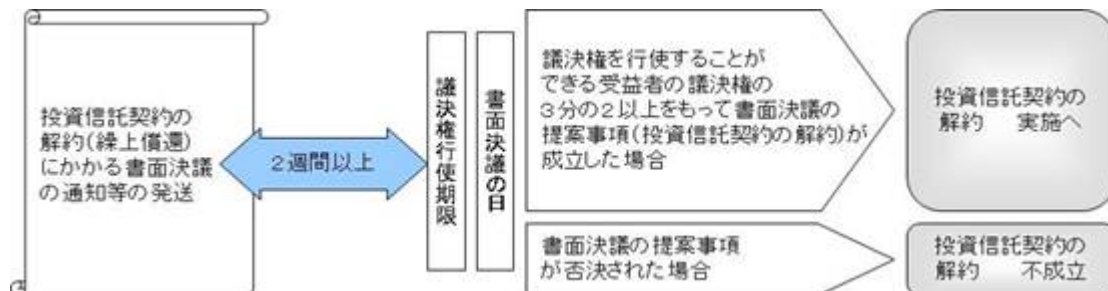 投資信託契約の
解約(繰上償還)
にかかる書面決議
の通知等の発送
2週間以上
議決権行使期限
書面決議の日
議決権を行使することが
できる受益者の議決権の
3分の2以上をもって書面決議の
提案事項(投資信託契約の解約)が
成立した場合
投資信託契約の
解約　実施へ
書面決議の提案事項
が否決された場合
投資信託契約の
解約　不成立